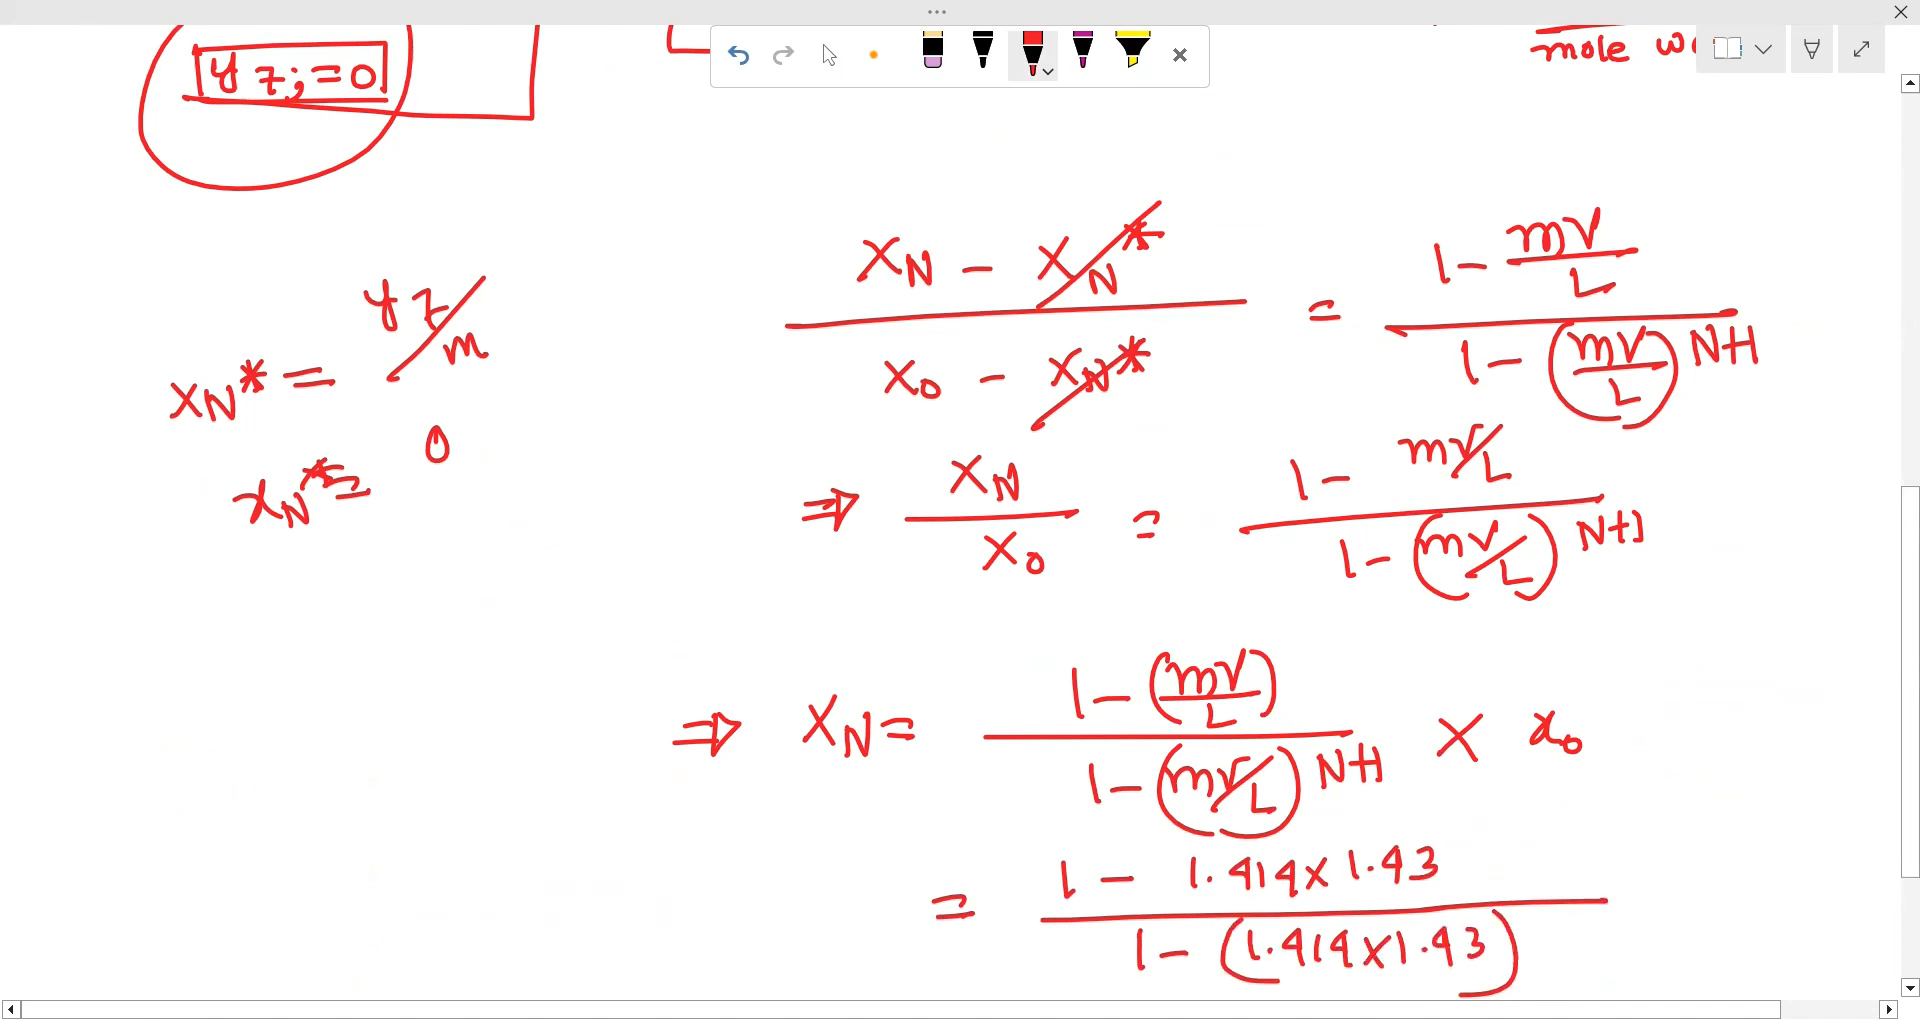 y z; = 0
mole
X_N - X_N* / X_0 - X_N* = 1 - mV/L / 1 - (mV/L) N+1
x_N* = y z / m
x_N* = 0
⇒ X_N / X_0 = 1 - mV/L / 1 - (mV/L) N+1
⇒ X_N = 1 - (mV/L) / 1 - (mV/L) N+1 × x_0
= 1 - 1.414 × 1.43 / 1 - (1.414 × 1.43)